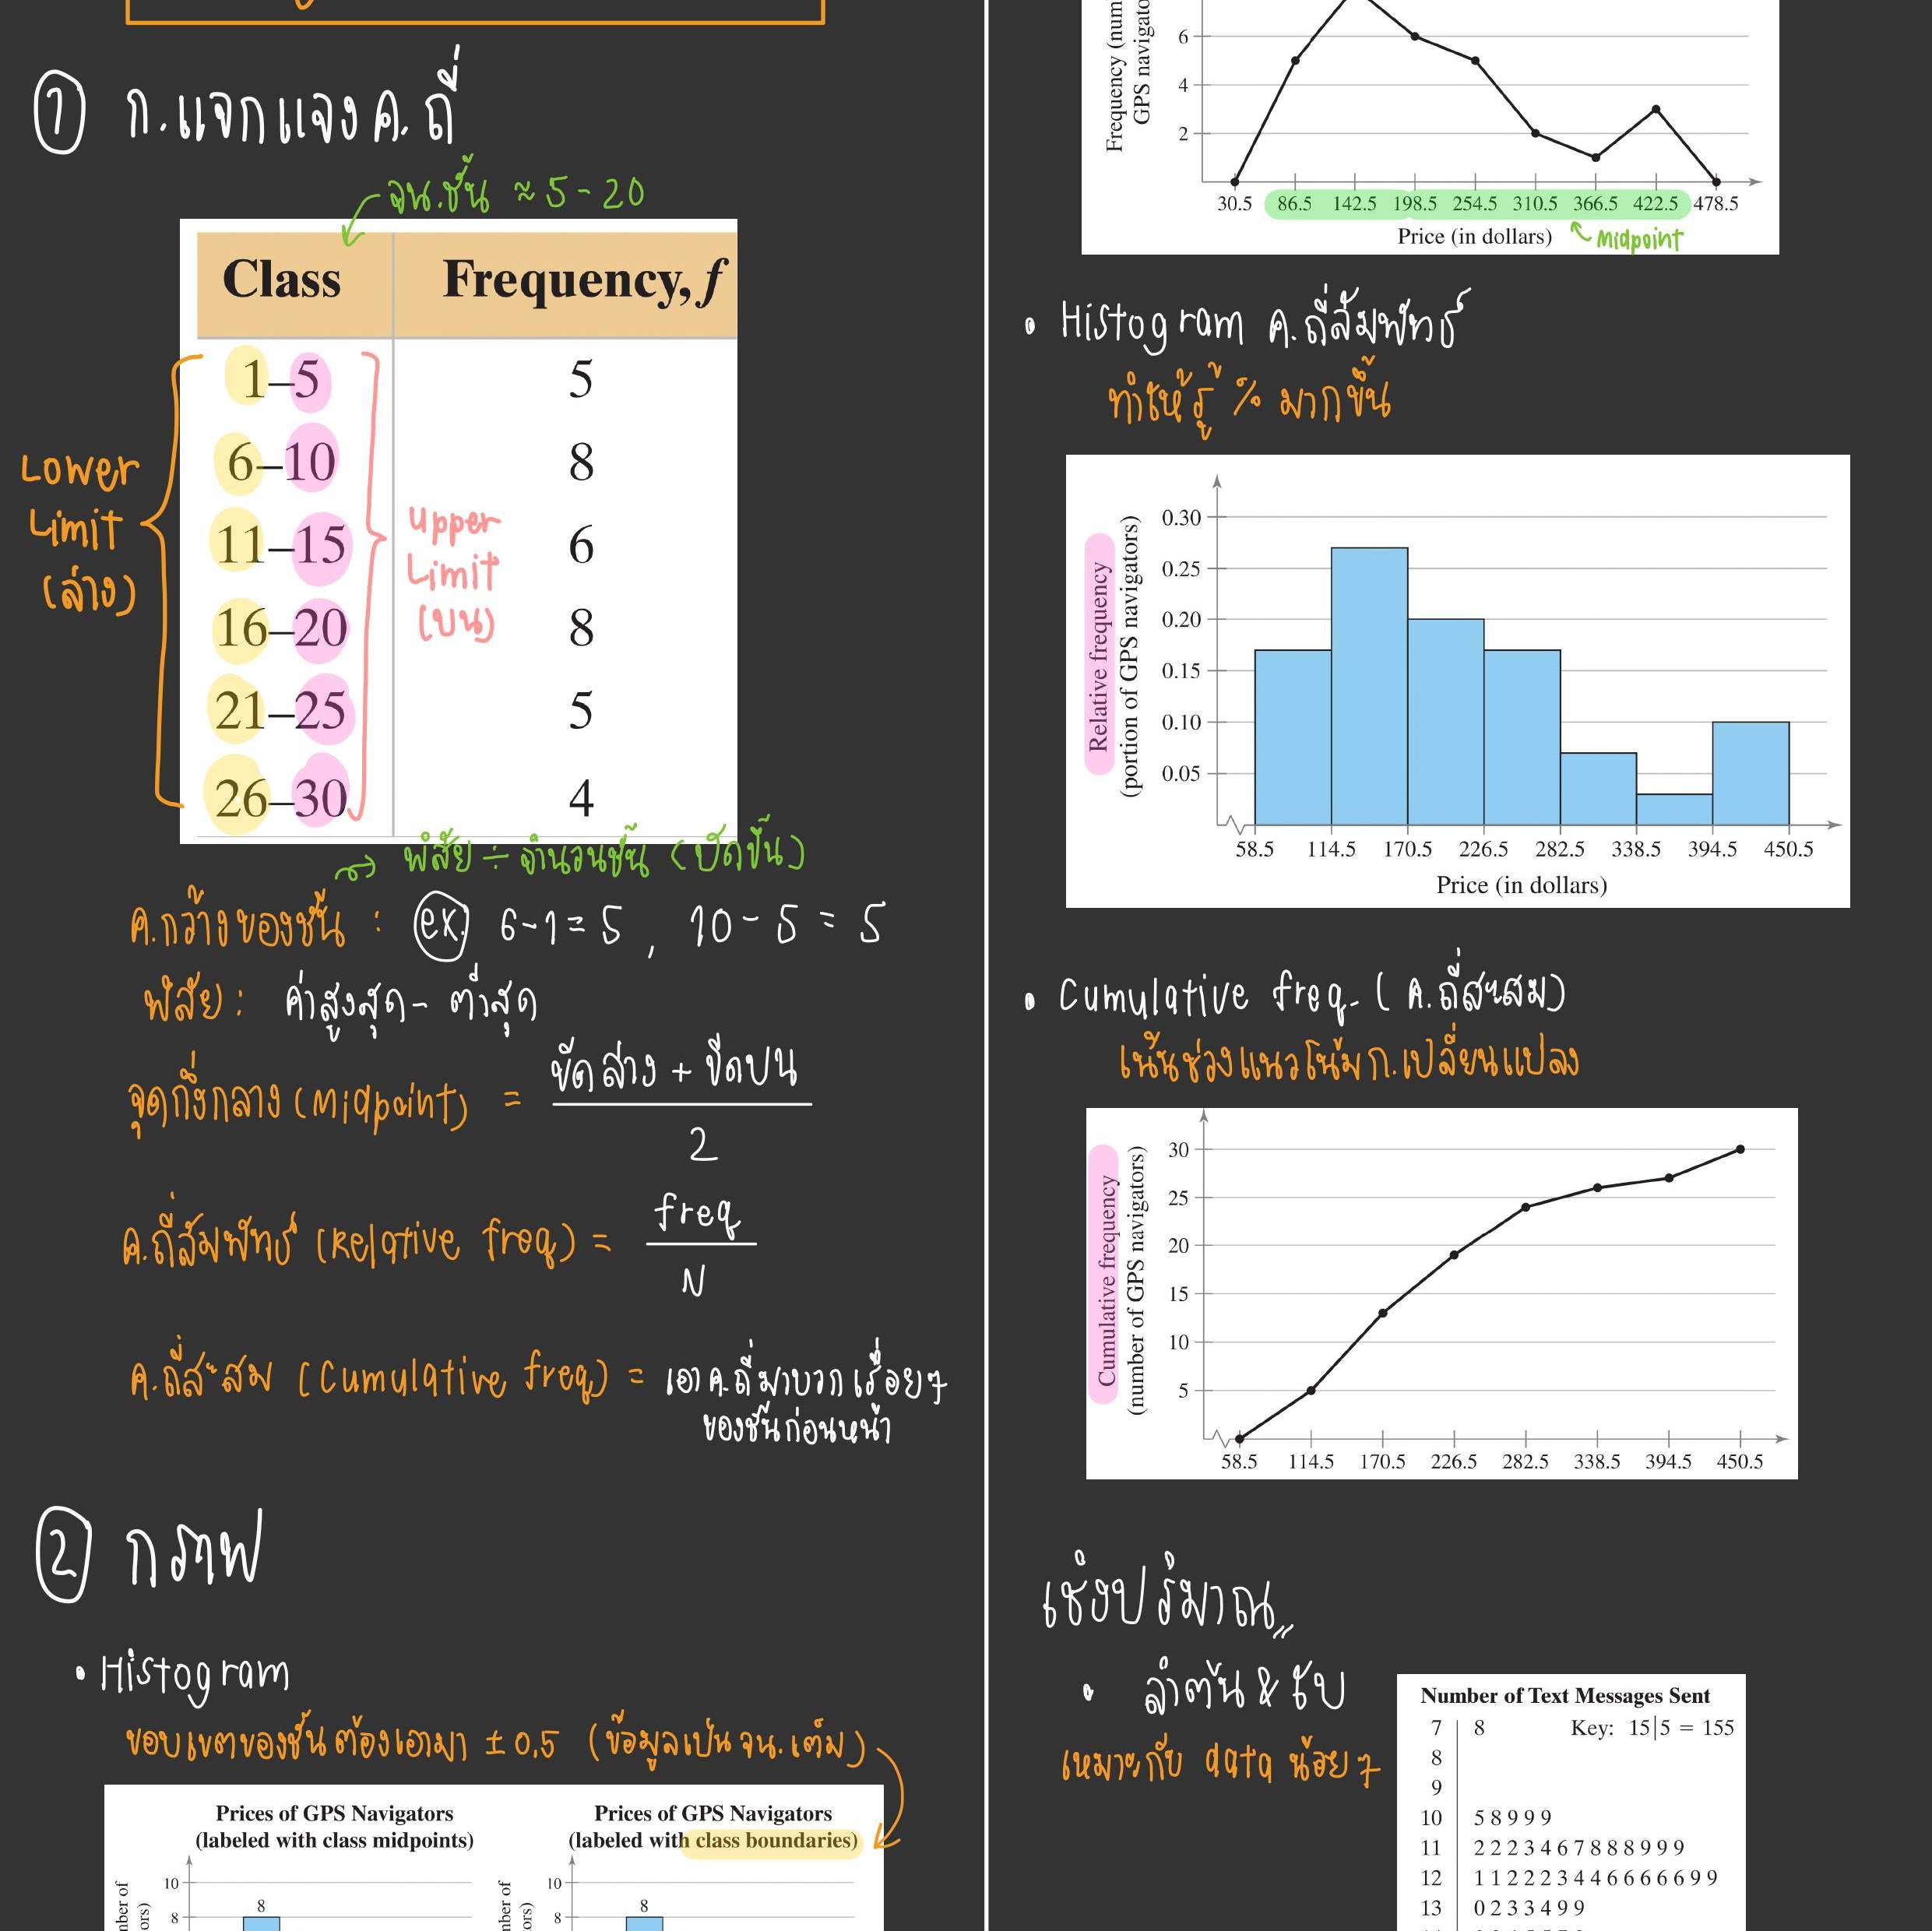 ① ก.แจกแจงค.ถี่
จน.ชั้น ≈ 5-20
Class Frequency, f
1–5 5
6–10 8
11–15 6
16–20 8
21–25 5
26–30 4
Lower
Limit
(ล่าง)
upper
Limit
(บน)
พิสัย ÷ จำนวนชั้น (ปัดขึ้น)
ค.กว้างของชั้น : ex. 6-1 = 5 , 10-5 = 5
พิสัย : ค่าสูงสุด - ต่ำสุด
จุดกึ่งกลาง (Midpoint) = ขีดล่าง + ขีดบน
2
ค.ถี่สัมพัทธ์ (Relative freq) = freq
N
ค.ถี่สะสม (Cumulative freq) = เอาค.ถี่มาบวกเรื่อยๆ
ของชั้นก่อนหน้า
② กราฟ
• Histogram
ขอบเขตของชั้นต้องเอามา ± 0.5 (ข้อมูลเป็น จน.เต็ม)
Prices of GPS Navigators
(labeled with class midpoints)
10
8
8
Prices of GPS Navigators
(labeled with class boundaries)
10
8
8
6
4
2
30.5 86.5 142.5 198.5 254.5 310.5 366.5 422.5 478.5
Price (in dollars)
Midpoint
• Histogram ค.ถี่สัมพัทธ์
ทำให้รู้ % มากขึ้น
Relative frequency
(portion of GPS navigators)
0.30
0.25
0.20
0.15
0.10
0.05
58.5 114.5 170.5 226.5 282.5 338.5 394.5 450.5
Price (in dollars)
• Cumulative freq. (ค.ถี่สะสม)
เน้นช่วงแนวโน้มก.เปลี่ยนแปลง
Cumulative frequency
(number of GPS navigators)
30
25
20
15
10
5
58.5 114.5 170.5 226.5 282.5 338.5 394.5 450.5
เชิงปริมาณ
• ลำต้น & ใบ
เหมาะกับ data น้อยๆ
Number of Text Messages Sent
7 | 8 Key: 15|5 = 155
8 |
9 |
10 | 5 8 9 9 9
11 | 2 2 2 3 4 6 7 8 8 8 9 9 9
12 | 1 1 2 2 2 3 4 4 6 6 6 6 6 9 9
13 | 0 2 3 3 4 9 9